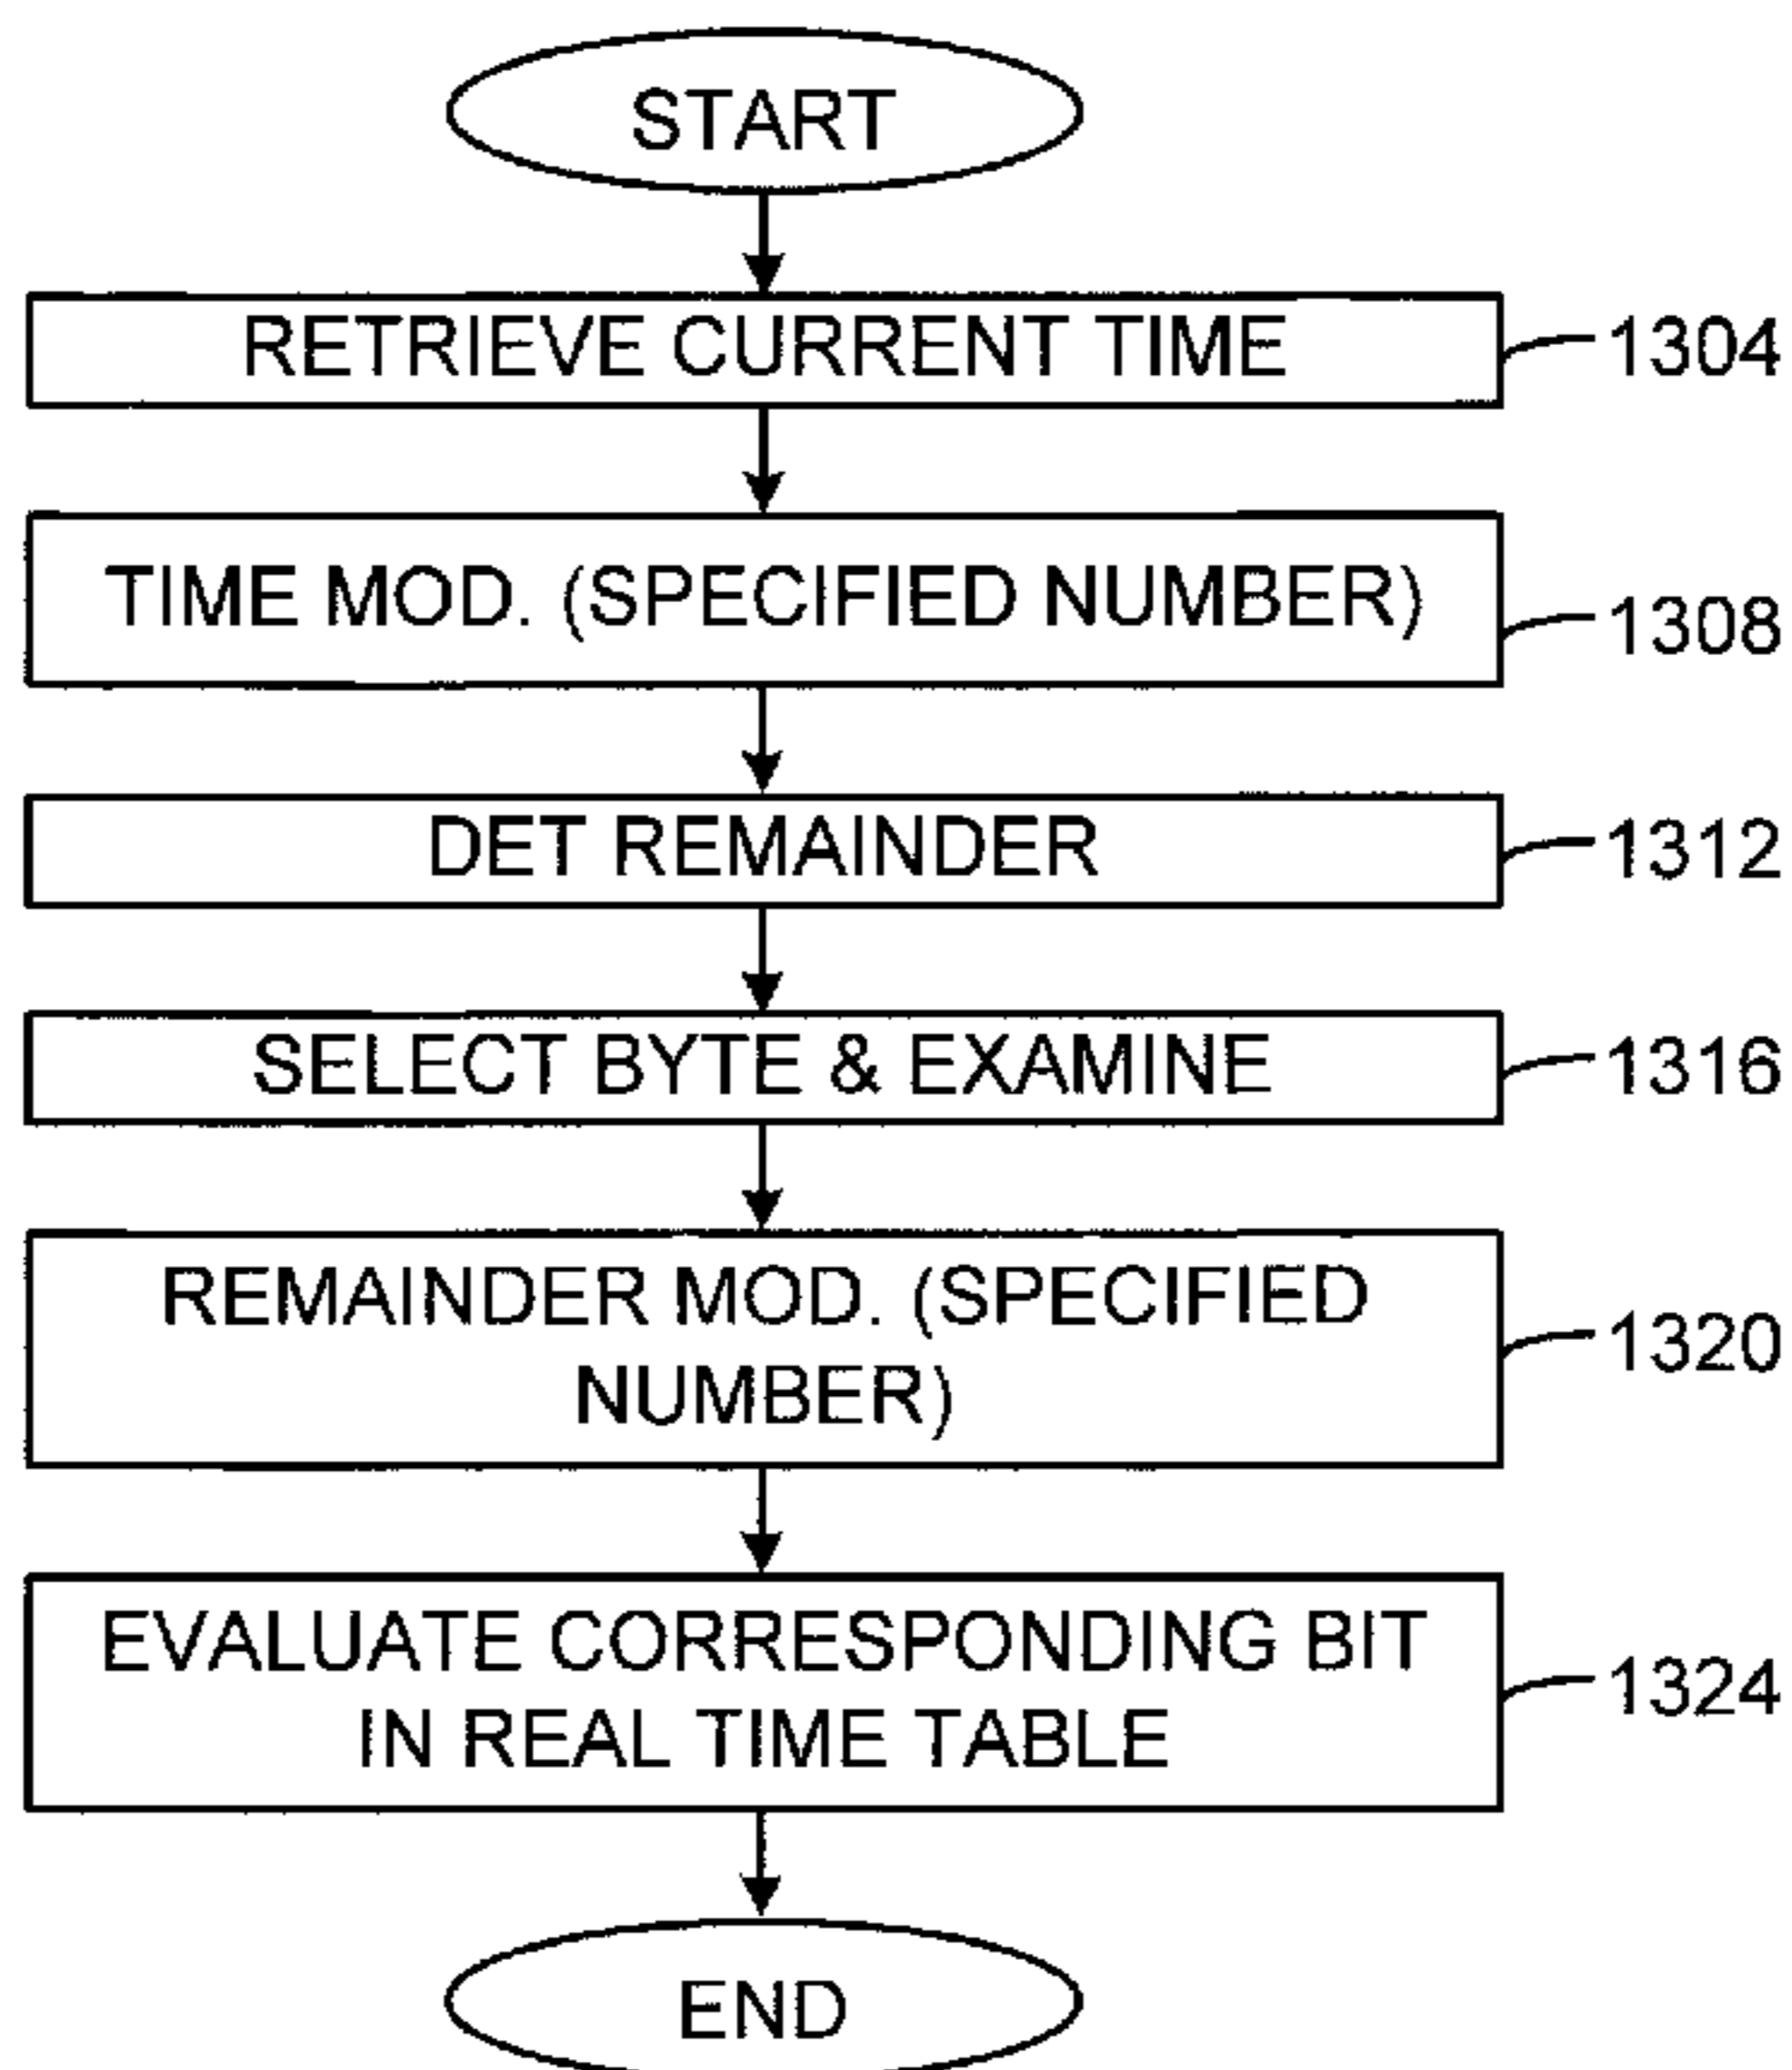 START
RETRIEVE CURRENT TIME
1304
TIME MOD. (SPECIFIED NUMBER)
1308
DET REMAINDER
1312
SELECT BYTE & EXAMINE
1316
REMAINDER MOD. (SPECIFIED
NUMBER)
1320
EVALUATE CORRESPONDING BIT
IN REAL TIME TABLE
1324
END